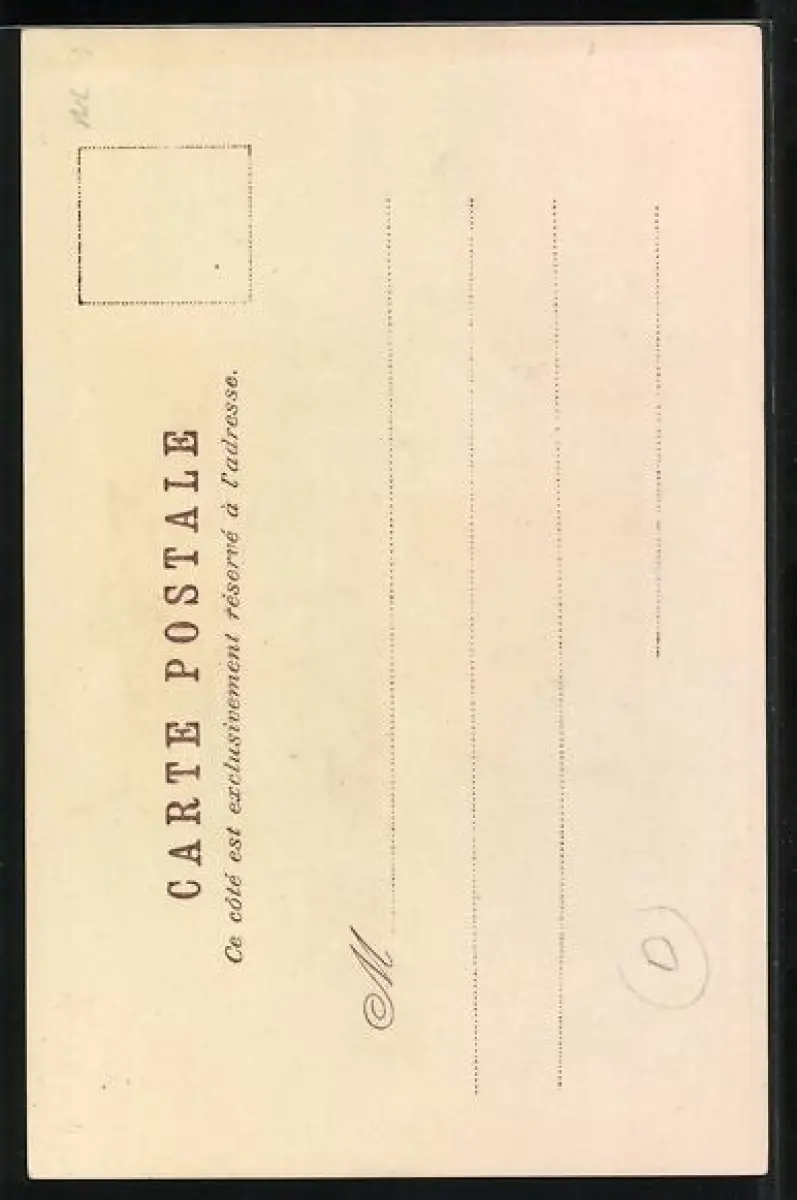 CARTE POSTALE
Ce côté est exclusivement réservé à l'adresse.
M
D